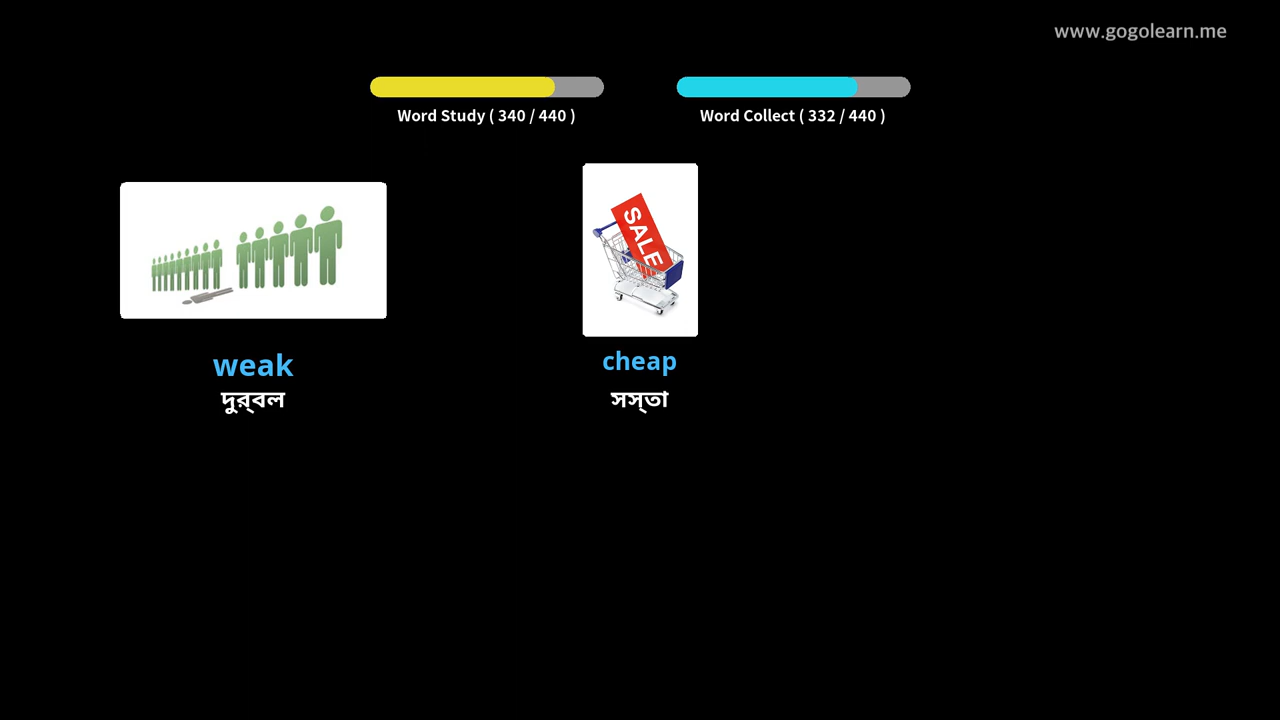 www.gogolearn.me
Word Study ( 340 / 440 )
Word Collect ( 332 / 440 )
SALE
weak
দুর্বল
cheap
সস্তা